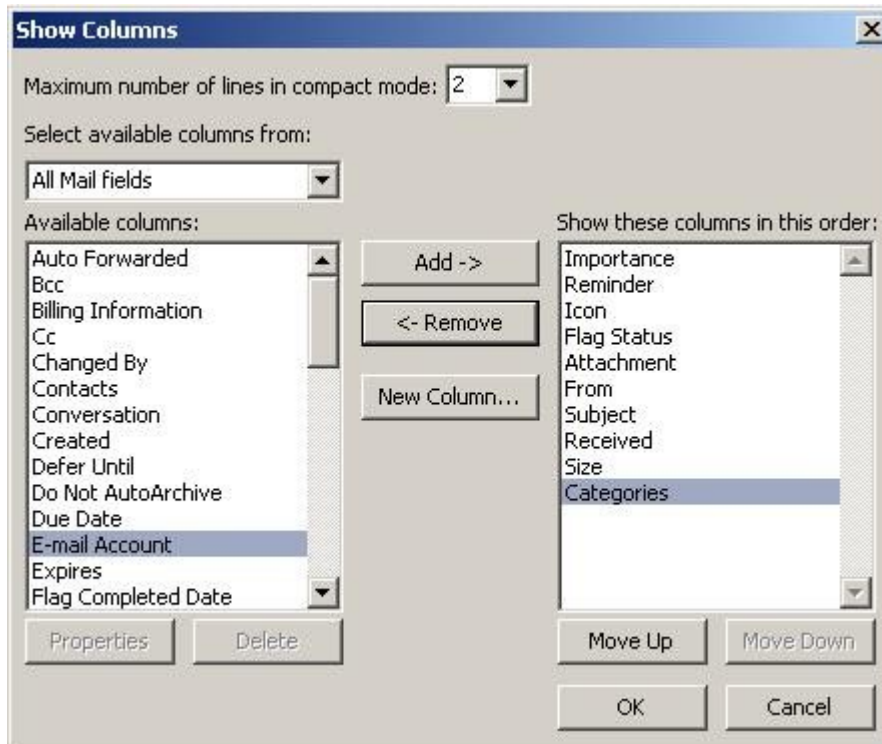 Show Columns
Maximum number of lines in compact mode: 2
Select available columns from:
All Mail fields
Available columns:
Auto Forwarded
Bcc
Billing Information
Cc
Changed By
Contacts
Conversation
Created
Defer Until
Do Not AutoArchive
Due Date
E-mail Account
Expires
Flag Completed Date
Properties
Delete
Add ->
<- Remove
New Column...
Show these columns in this order:
Importance
Reminder
Icon
Flag Status
Attachment
From
Subject
Received
Size
Categories
Move Up
Move Down
OK
Cancel